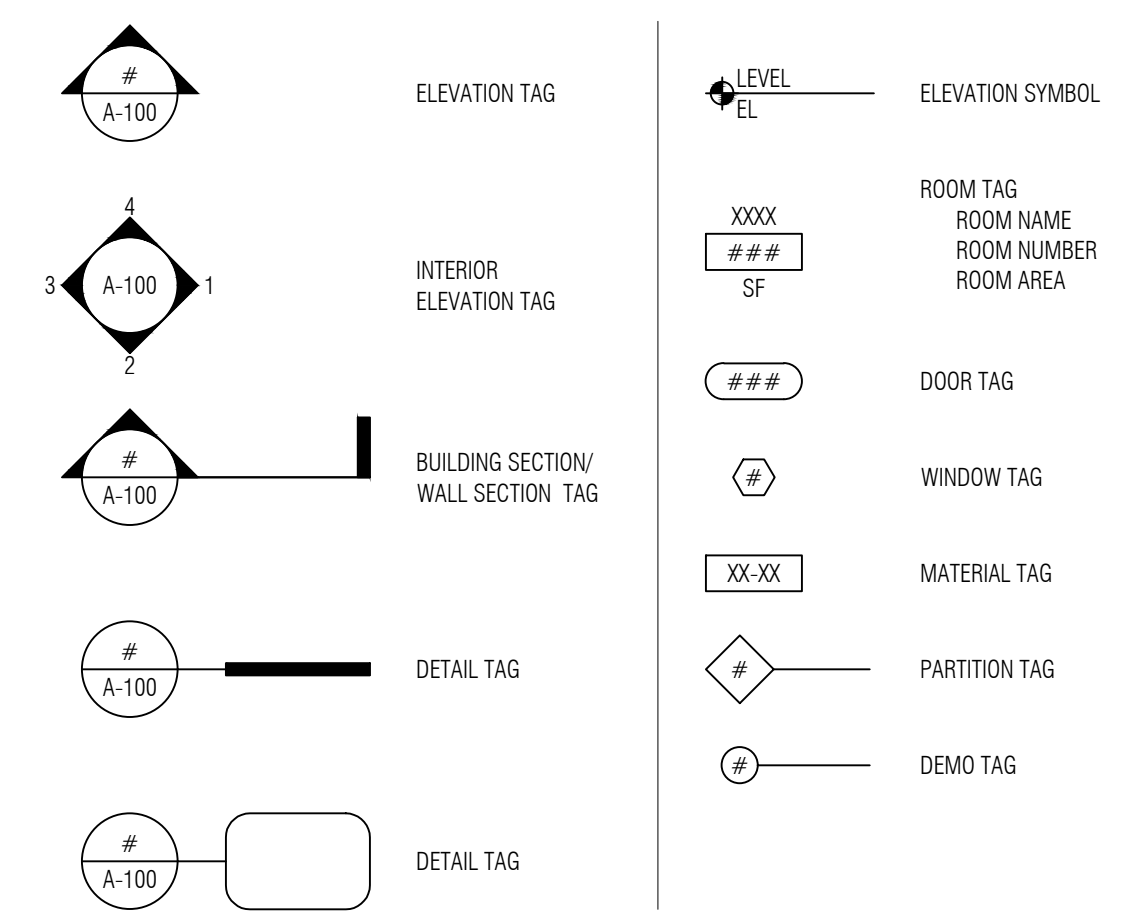 #
A-100
ELEVATION TAG
4
3
A-100
1
2
INTERIOR
ELEVATION TAG
#
A-100
BUILDING SECTION/
WALL SECTION TAG
#
A-100
DETAIL TAG
#
A-100
DETAIL TAG
LEVEL
EL
ELEVATION SYMBOL
XXXX
###
SF
ROOM TAG
ROOM NAME
ROOM NUMBER
ROOM AREA
###
DOOR TAG
#
WINDOW TAG
XX-XX
MATERIAL TAG
#
PARTITION TAG
#
DEMO TAG